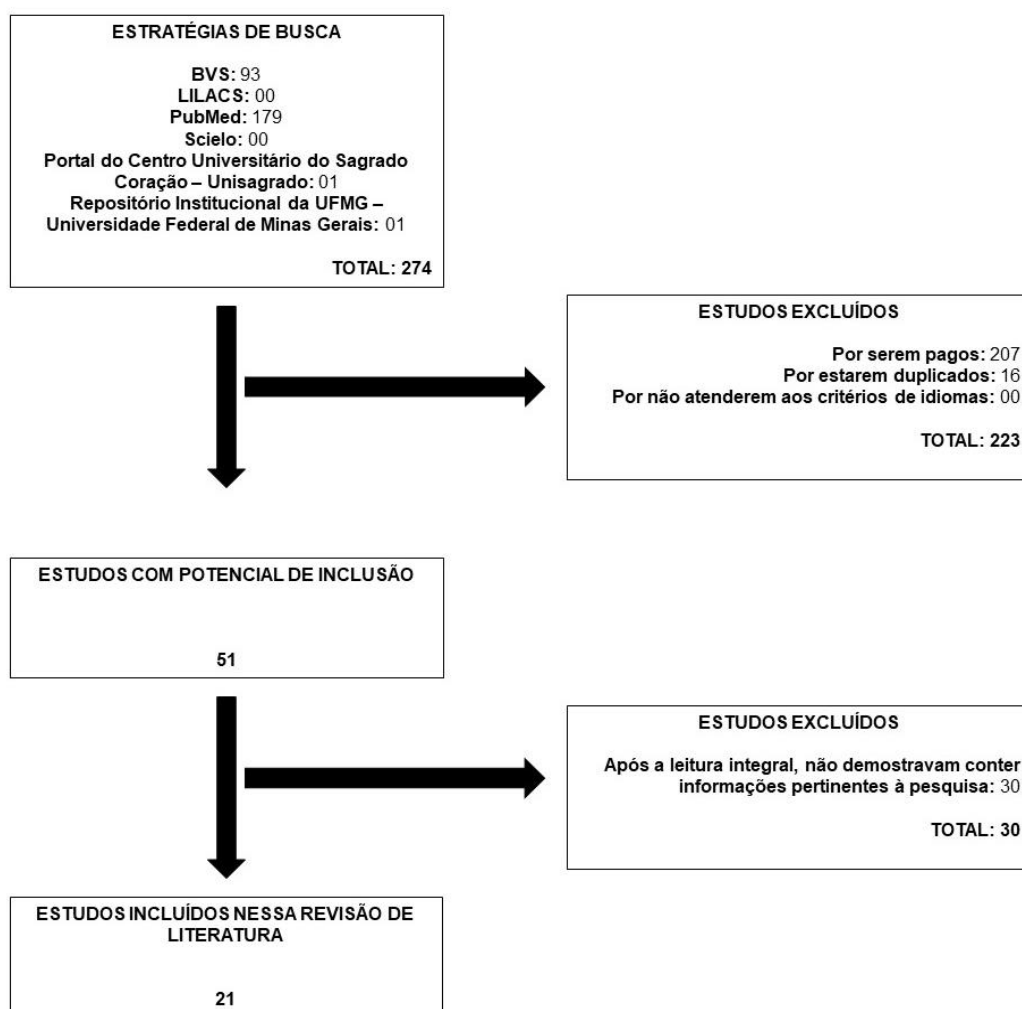 ESTRATÉGIAS DE BUSCA
BVS: 93
LILACS: 00
PubMed: 179
Scielo: 00
Portal do Centro Universitário do Sagrado
Coração – Unisagrado: 01
Repositório Institucional da UFMG –
Universidade Federal de Minas Gerais: 01
TOTAL: 274
ESTUDOS EXCLUÍDOS
Por serem pagos: 207
Por estarem duplicados: 16
Por não atenderem aos critérios de idiomas: 00
TOTAL: 223
ESTUDOS COM POTENCIAL DE INCLUSÃO
51
ESTUDOS EXCLUÍDOS
Após a leitura integral, não demostravam conter
informações pertinentes à pesquisa: 30
TOTAL: 30
ESTUDOS INCLUÍDOS NESSA REVISÃO DE
LITERATURA
21